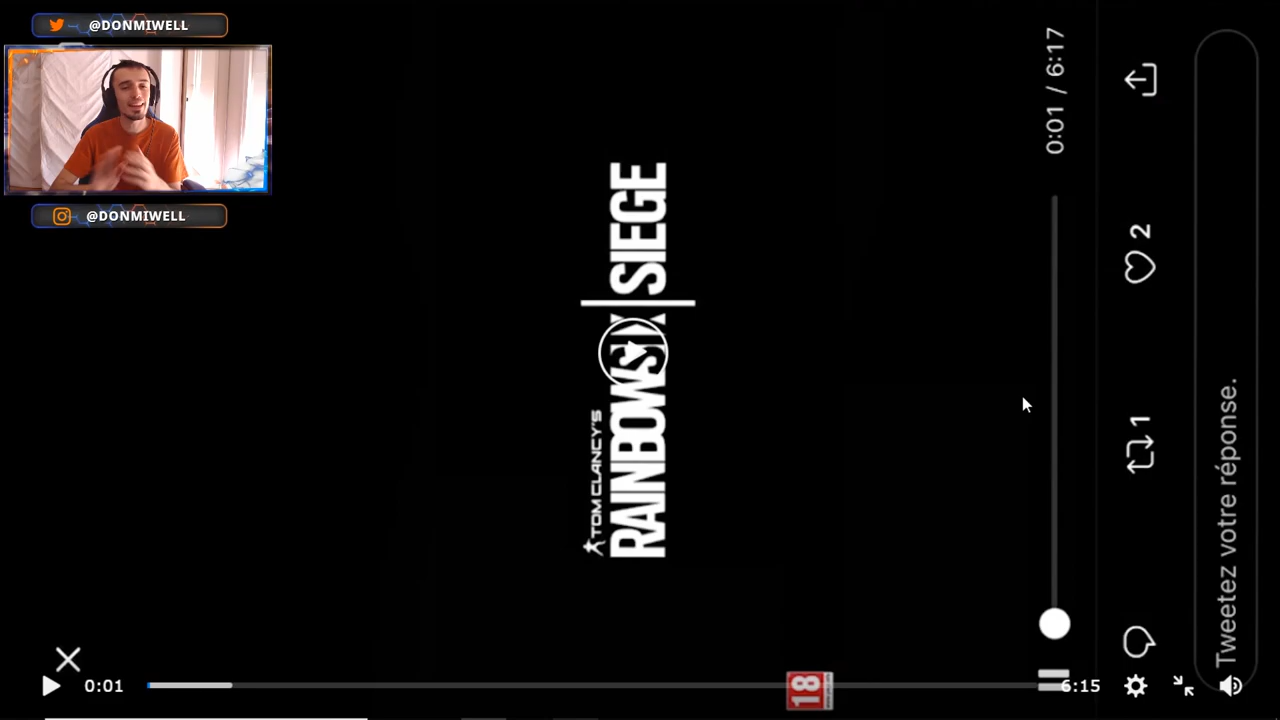 @DONMIWELL
@DONMIWELL
TOM CLANCY'S
RAINBOW SIX | SIEGE
0:01 / 6:17
2
1
Tweetez votre réponse.
18
0:01
6:15